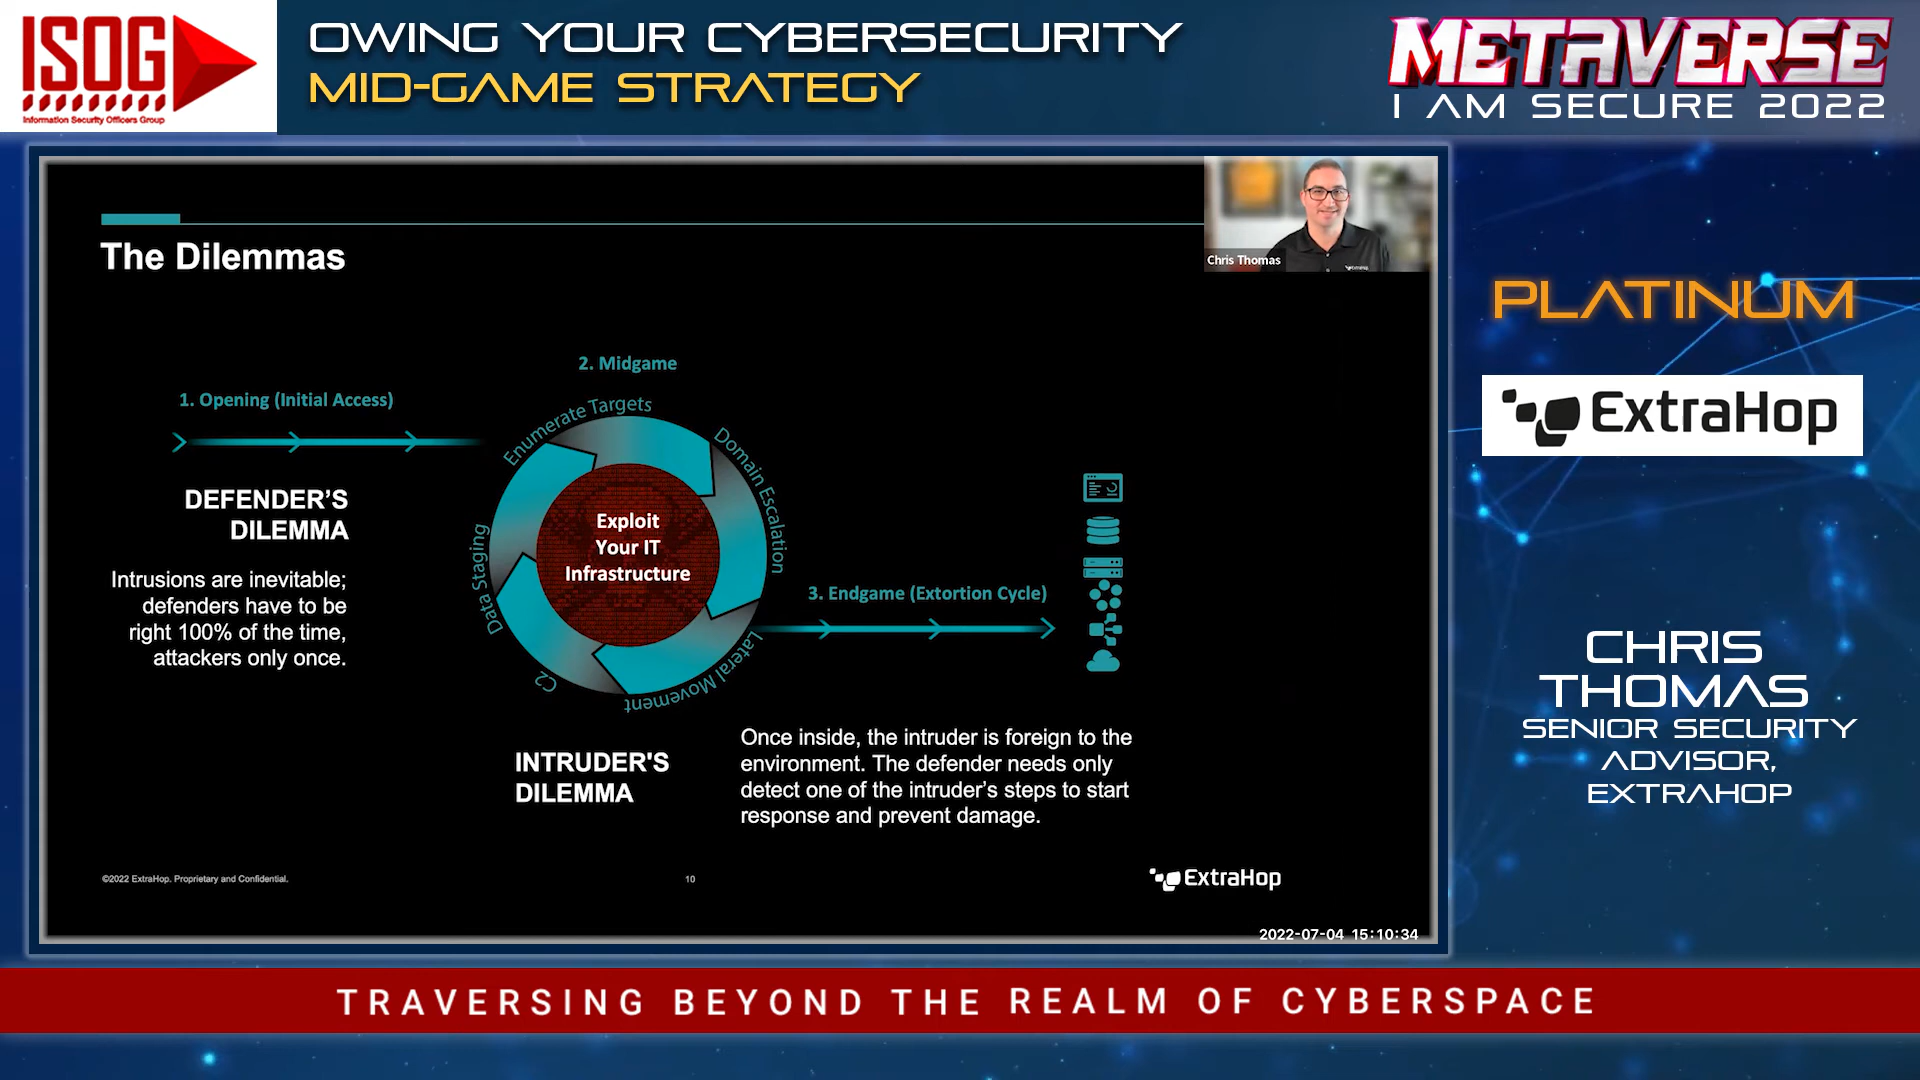 ISOG
Information Security Officers Group
OWING YOUR CYBERSECURITY
MID-GAME STRATEGY
METAVERSE
I AM SECURE 2022
Chris Thomas
The Dilemmas
2. Midgame
1. Opening (Initial Access)
Enumerate Targets
Domain Escalation
Lateral Movement
C2
Data Staging
Exploit
Your IT
Infrastructure
DEFENDER’S
DILEMMA
Intrusions are inevitable;
defenders have to be
right 100% of the time,
attackers only once.
3. Endgame (Extortion Cycle)
INTRUDER'S
DILEMMA
Once inside, the intruder is foreign to the
environment. The defender needs only
detect one of the intruder’s steps to start
response and prevent damage.
©2022 ExtraHop. Proprietary and Confidential.
10
ExtraHop
2022-07-04 15:10:34
PLATINUM
ExtraHop
CHRIS
THOMAS
SENIOR SECURITY
ADVISOR,
EXTRAHOP
TRAVERSING BEYOND THE REALM OF CYBERSPACE